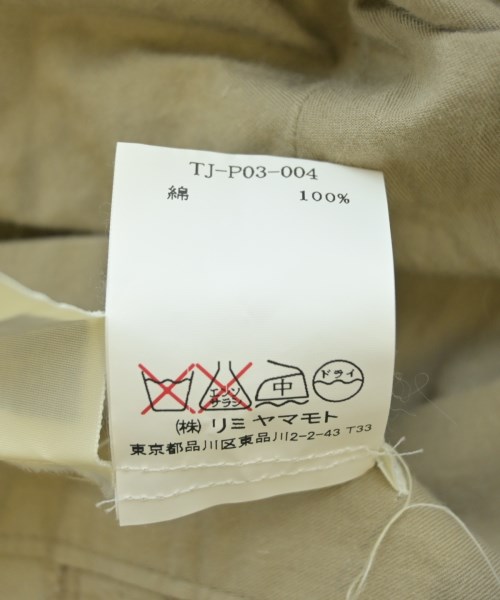 TJ-P03-004
綿 100%
エンソ 中 ドライ
サラシ
㈱ リミ ヤマモト
東京都品川区東品川2-2-43 T33